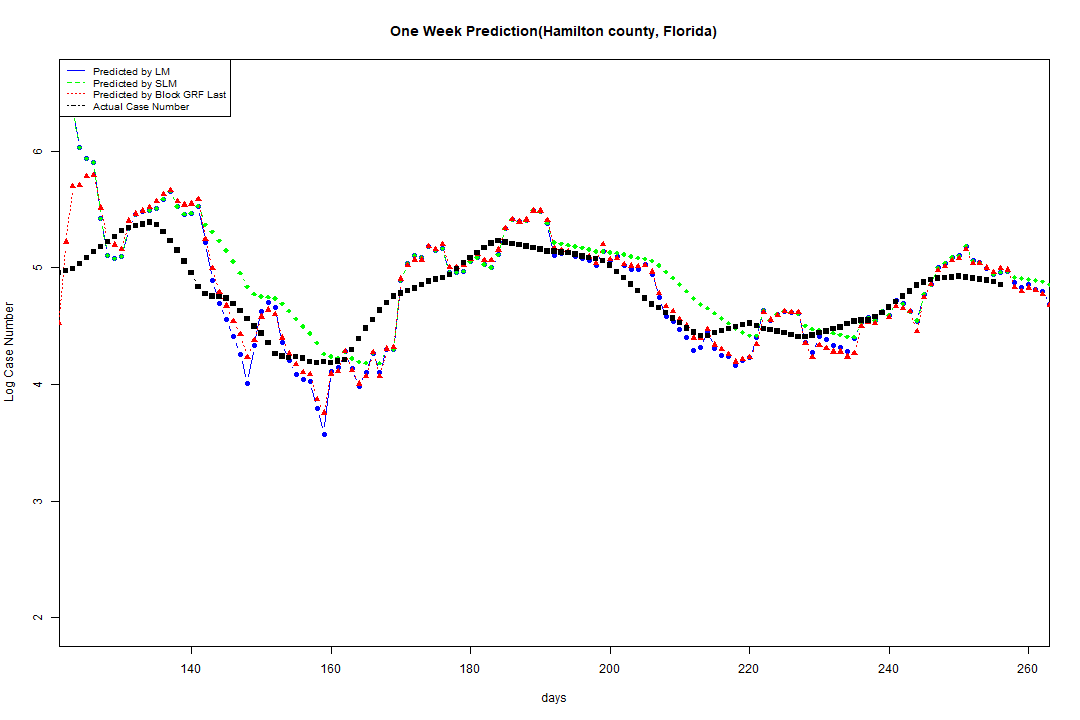 One Week Prediction(Hamilton county, Florida)
Predicted by LM
Predicted by SLM
Predicted by Block GRF Last
Actual Case Number
Log Case Number
6
5
4
3
2
140 160 180 200 220 240 260
days